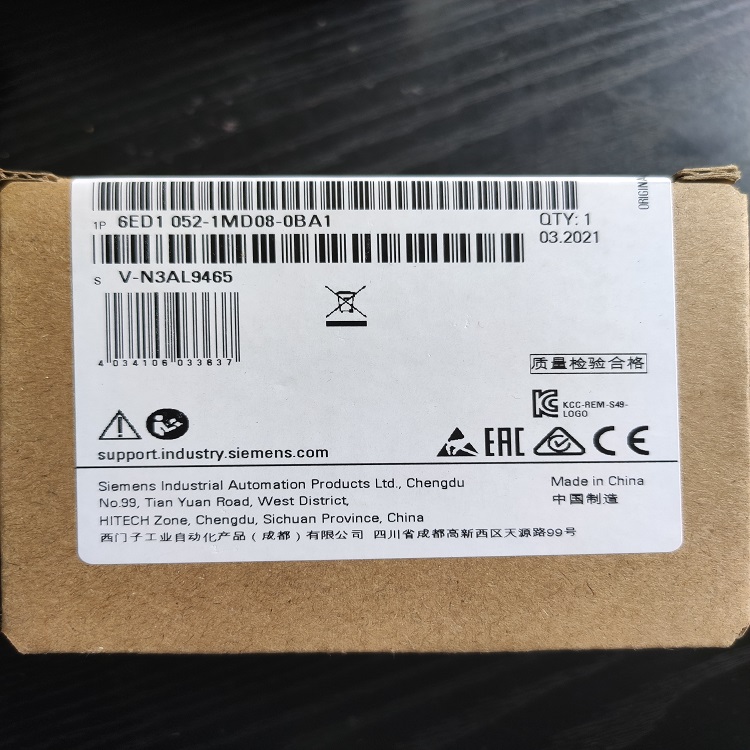 1P 6ED1 052-1MD08-0BA1
QTY: 1
03.2021
S V-N3AL9465
4 034106 033637
质量检验合格
KCC-REM-S49-
LOGO
EAC
CE
support.industry.siemens.com
Siemens Industrial Automation Products Ltd., Chengdu
No.99, Tian Yuan Road, West District,
HITECH Zone, Chengdu, Sichuan Province, China
西门子工业自动化产品(成都)有限公司 四川省成都高新西区天源路99号
Made in China
中国制造
ORIGINA